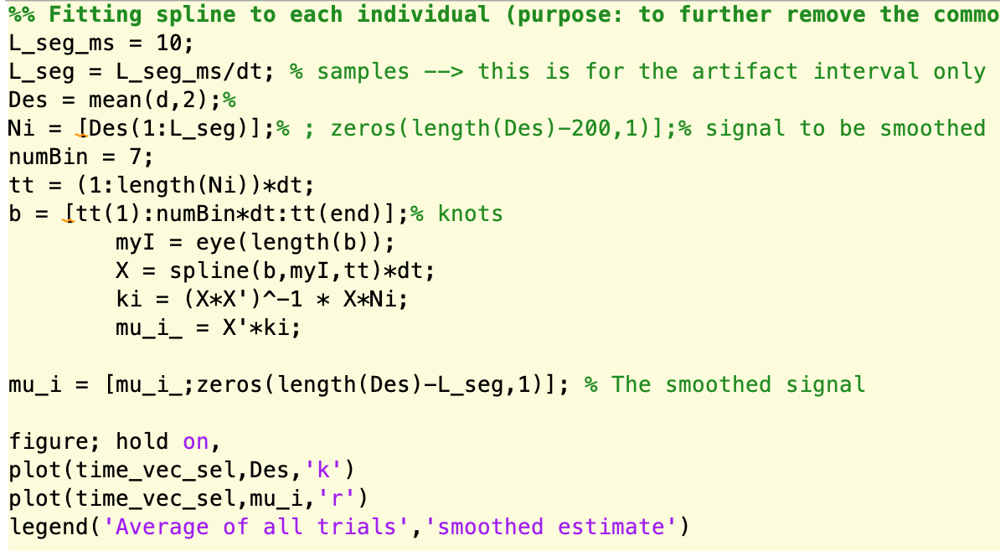 %% Fitting spline to each individual (purpose: to further remove the commo
L_seg_ms = 10;
L_seg = L_seg_ms/dt; % samples --> this is for the artifact interval only
Des = mean(d,2);%
Ni = [Des(1:L_seg)];% ; zeros(length(Des)-200,1)];% signal to be smoothed
numBin = 7;
tt = (1:length(Ni))*dt;
b = [tt(1):numBin*dt:tt(end)];% knots
        myI = eye(length(b));
        X = spline(b,myI,tt)*dt;
        ki = (X*X')^-1 * X*Ni;
        mu_i_ = X'*ki;
mu_i = [mu_i_;zeros(length(Des)-L_seg,1)]; % The smoothed signal
figure; hold on,
plot(time_vec_sel,Des,'k')
plot(time_vec_sel,mu_i,'r')
legend('Average of all trials','smoothed estimate')